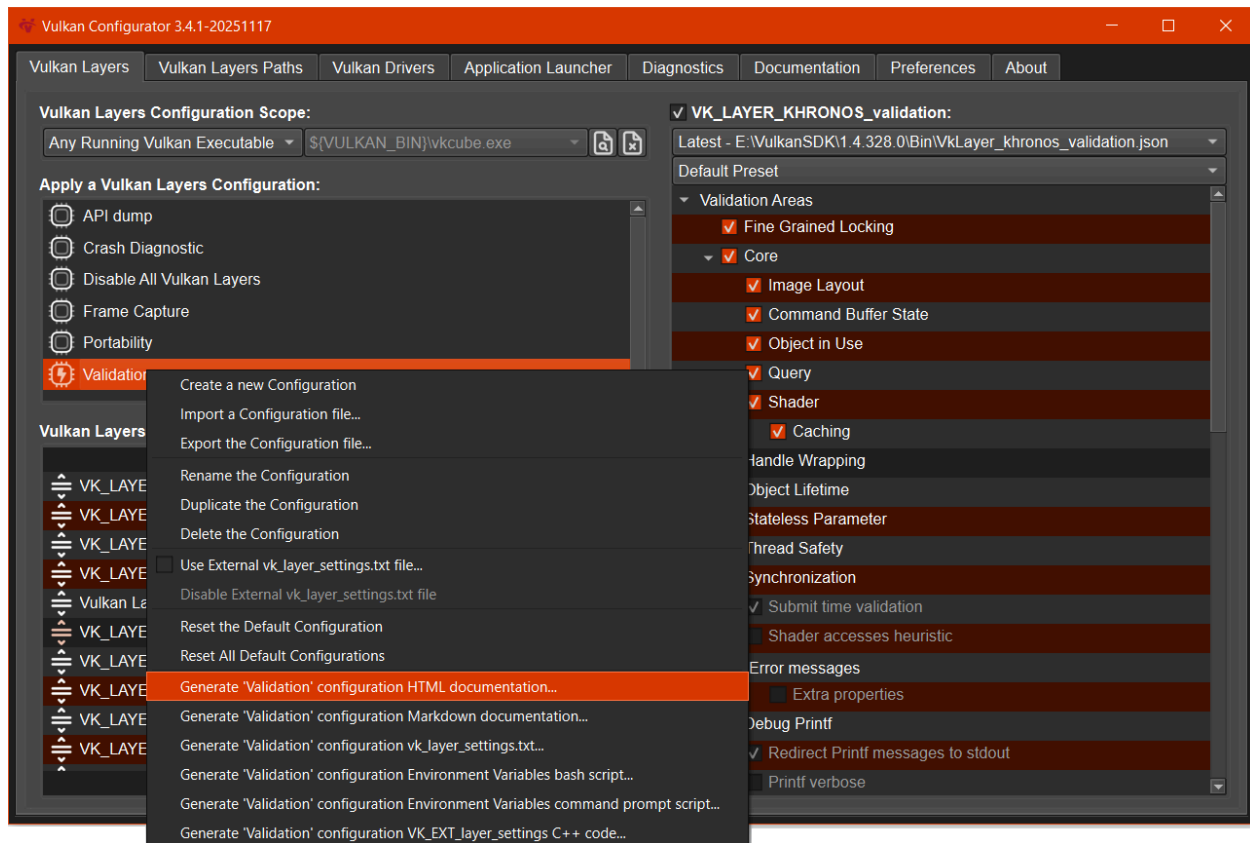 Vulkan Configurator 3.4.1-20251117
Vulkan Layers Vulkan Layers Paths Vulkan Drivers Application Launcher Diagnostics Documentation Preferences About
Vulkan Layers Configuration Scope:
Any Running Vulkan Executable ${VULKAN_BIN}\vkcube.exe
Apply a Vulkan Layers Configuration:
API dump
Crash Diagnostic
Disable All Vulkan Layers
Frame Capture
Portability
Validation
Vulkan Layers
VK_LAYE
VK_LAYE
VK_LAYE
VK_LAYE
Vulkan La
VK_LAYE
VK_LAYE
VK_LAYE
VK_LAYE
VK_LAYE
Create a new Configuration
Import a Configuration file...
Export the Configuration file...
Rename the Configuration
Duplicate the Configuration
Delete the Configuration
Use External vk_layer_settings.txt file...
Disable External vk_layer_settings.txt file
Reset the Default Configuration
Reset All Default Configurations
Generate 'Validation' configuration HTML documentation...
Generate 'Validation' configuration Markdown documentation...
Generate 'Validation' configuration vk_layer_settings.txt...
Generate 'Validation' configuration Environment Variables bash script...
Generate 'Validation' configuration Environment Variables command prompt script...
Generate 'Validation' configuration VK_EXT_layer_settings C++ code...
VK_LAYER_KHRONOS_validation:
Latest - E:\VulkanSDK\1.4.328.0\Bin\VkLayer_khronos_validation.json
Default Preset
Validation Areas
Fine Grained Locking
Core
Image Layout
Command Buffer State
Object in Use
Query
Shader
Caching
Handle Wrapping
Object Lifetime
Stateless Parameter
Thread Safety
Synchronization
Submit time validation
Shader accesses heuristic
Error messages
Extra properties
Debug Printf
Redirect Printf messages to stdout
Printf verbose